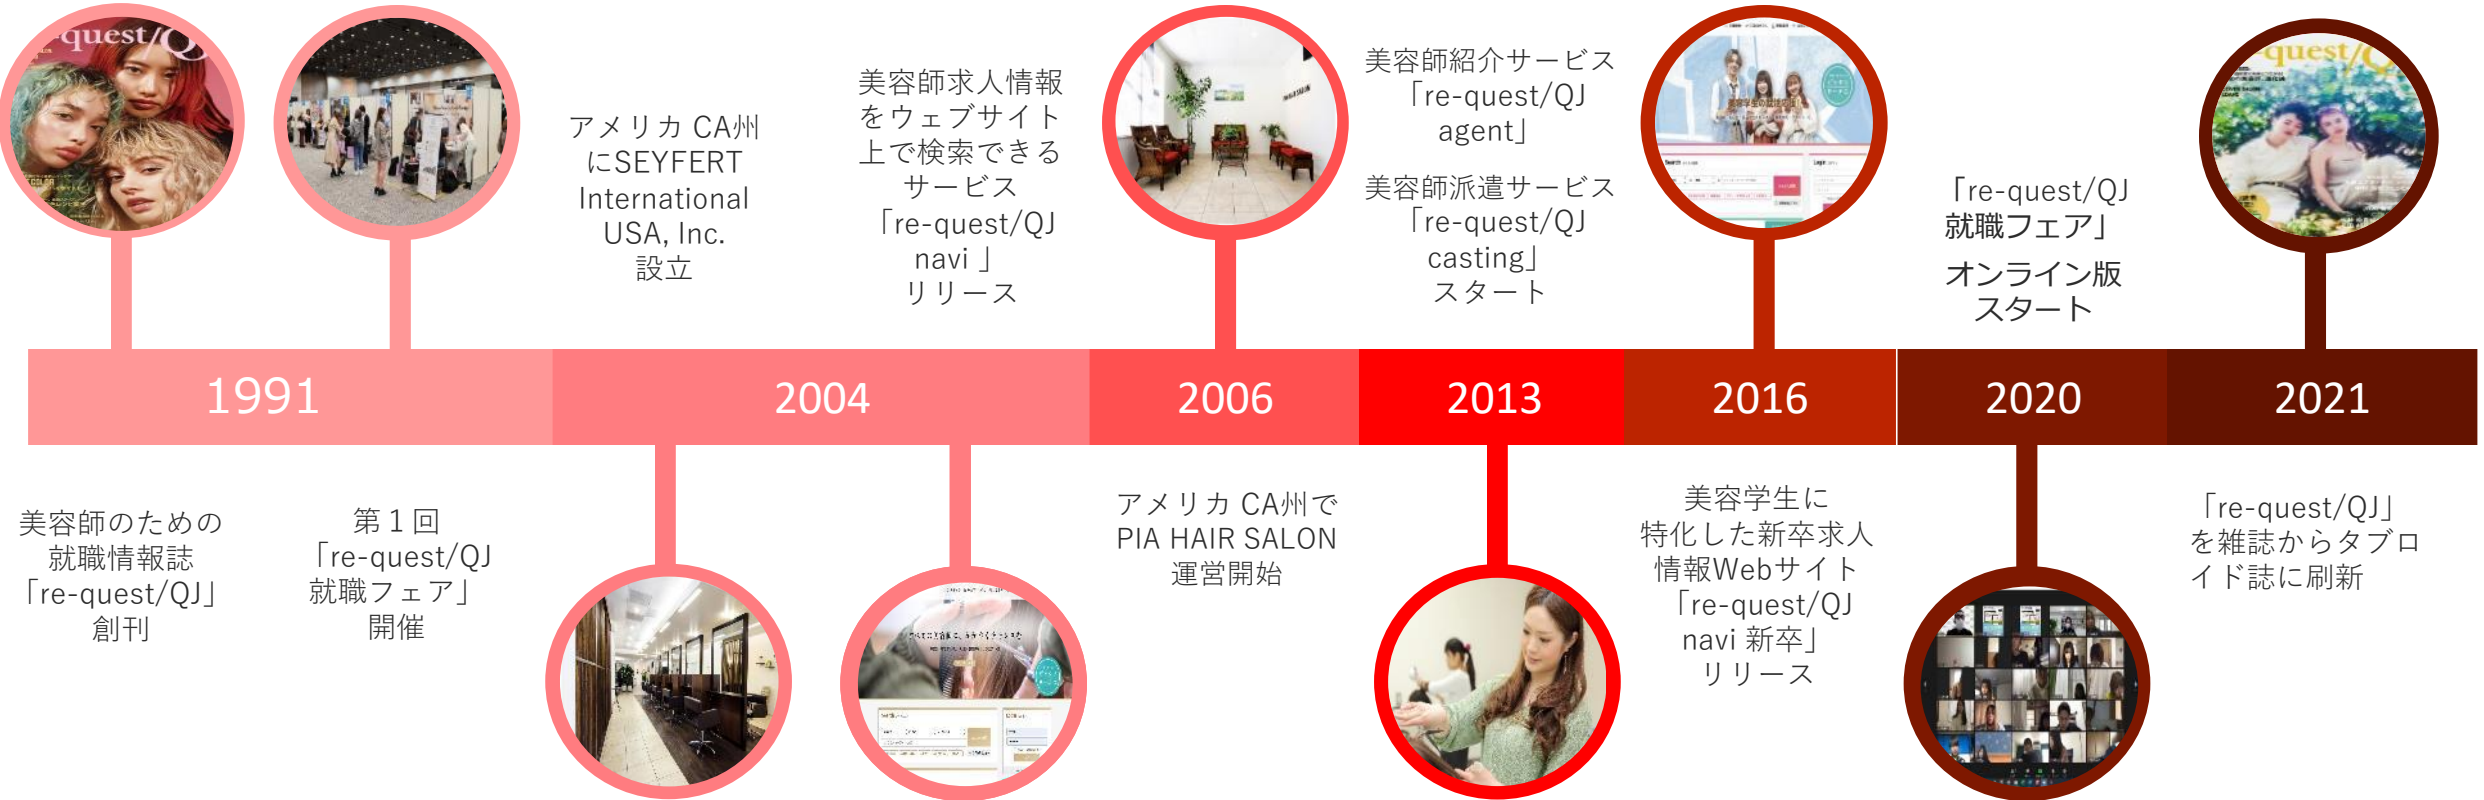 quest/Q
アメリカ CA州
にSEYFERT
International
USA, Inc.
設立
美容師求人情報
をウェブサイト
上で検索できる
サービス
「re-quest/QJ
navi 」
リリース
美容師紹介サービス
「re-quest/QJ
agent」
美容師派遣サービス
「re-quest/QJ
casting」
スタート
Search
Login
「re-quest/QJ
就職フェア」
オンライン版
スタート
quest/Q
1991
2004
2006
2013
2016
2020
2021
美容師のための
就職情報誌
「re-quest/QJ」
創刊
第１回
「re-quest/QJ
就職フェア」
開催
アメリカ CA州で
PIA HAIR SALON
運営開始
美容学生に
特化した新卒求人
情報Webサイト
「re-quest/QJ
navi 新卒」
リリース
「re-quest/QJ」
を雑誌からタブロ
イド誌に刷新